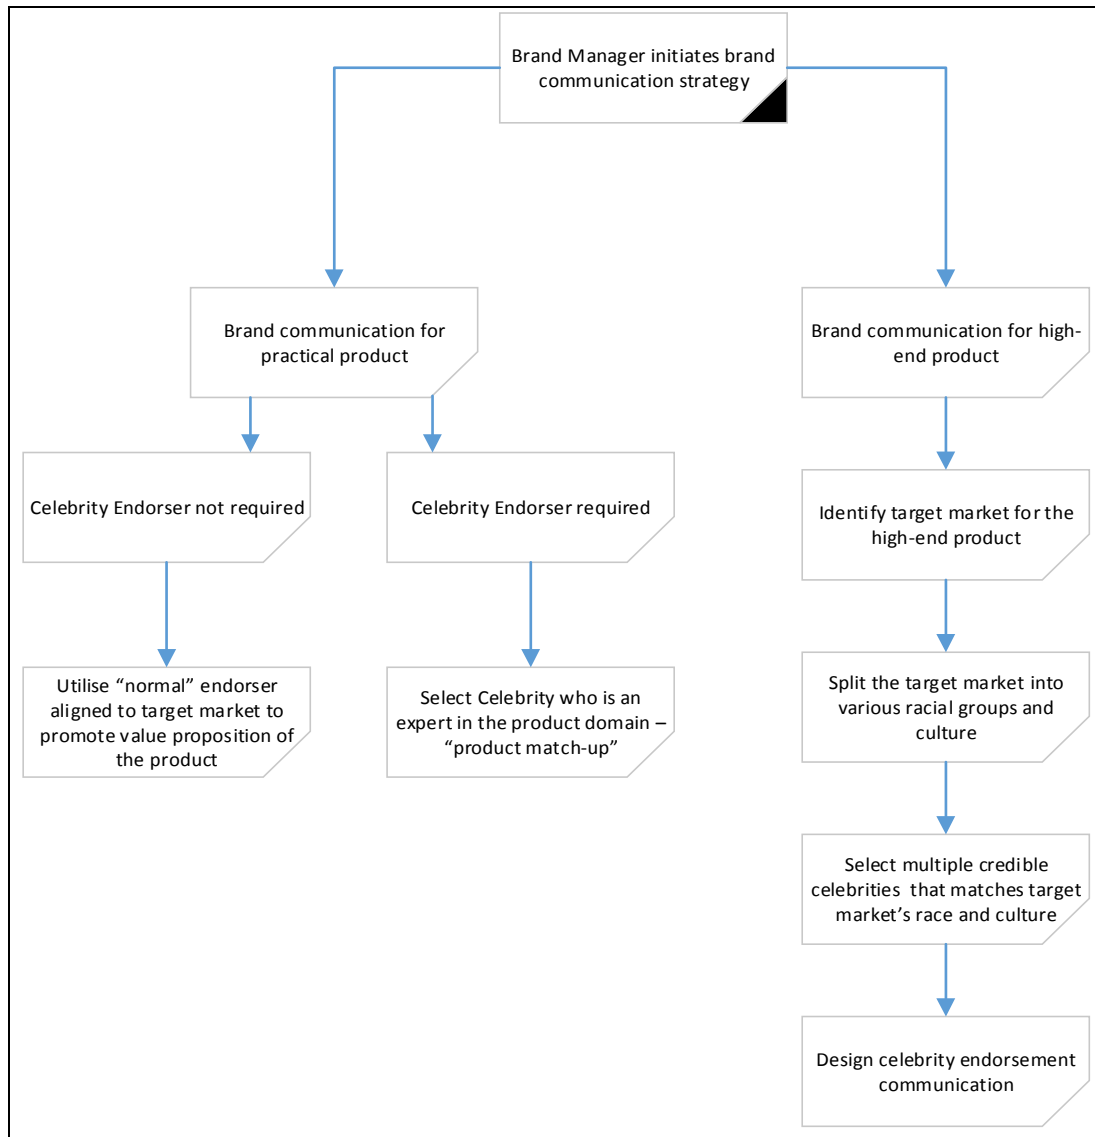 Brand Manager initiates brand
communication strategy
Brand communication for
practical product
Brand communication for high-
end product
Celebrity Endorser not required
Celebrity Endorser required
Identify target market for the
high-end product
Utilise “normal” endorser
aligned to target market to
promote value proposition of
the product
Select Celebrity who is an
expert in the product domain –
“product match-up”
Split the target market into
various racial groups and
culture
Select multiple credible
celebrities  that matches target
market’s race and culture
Design celebrity endorsement
communication